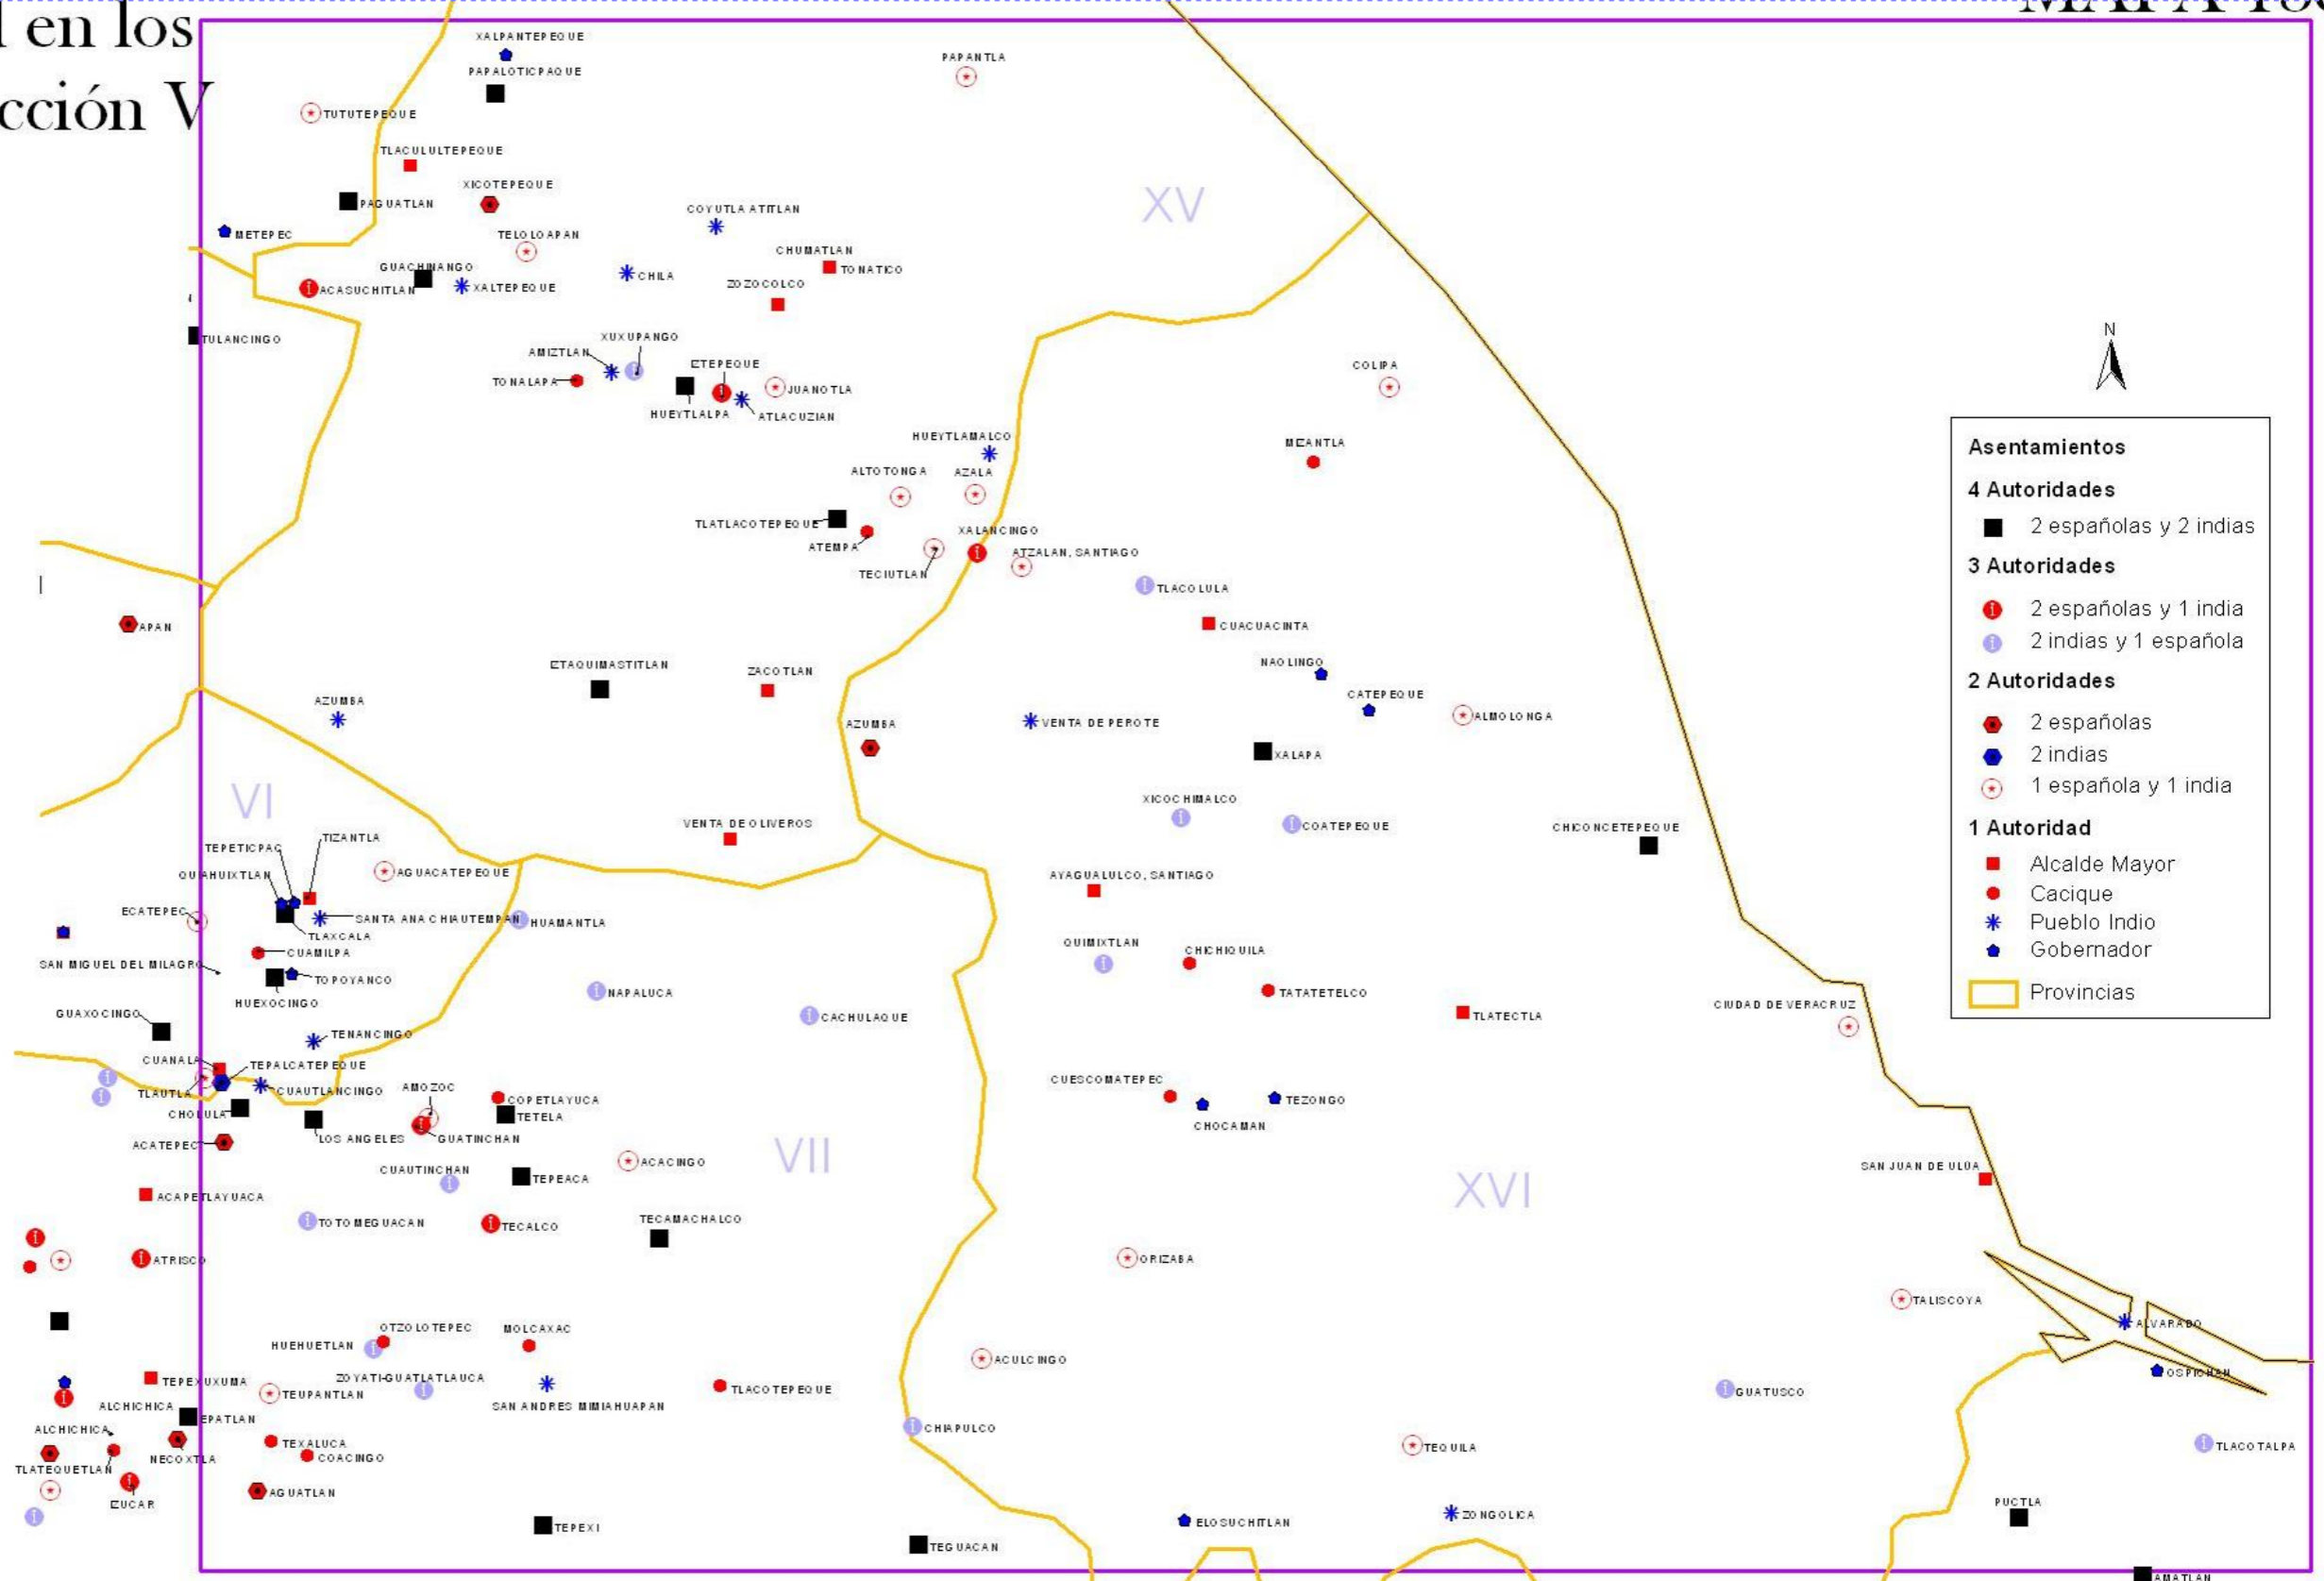 l en los
cción V
XALPANTEPEQUE
PAPALOTICPAQUE
PAPANTLA
TUTUTEPEQUE
TLACULULTEPEQUE
XICOTEPEQUE
PAGUATLAN
METEPEC
TELOLOAPAN
COYUTLA ATITLAN
XV
CHUMATLAN
GUACHINANGO
TONATICO
CHILA
ACASUCHITLAN
XALTEPEQUE
ZOZOCOLCO
TULANCINGO
N
XUXUPANGO
AMIZTLAN
IZTEPEQUE
COLIPA
TONALAPA
JUANOTLA
HUEYTLALPA
ATLACUZIAN
HUEYTLAMALCO
MIZANTLA
ALTOTONGA
AZALA
TLATLACOTEPEQUE
XALANCINGO
ATEMPA
ATZALAN, SANTIAGO
TECIUTLAN
TLACOLULA
APAN
CUACUACINTA
IZTAQUIMASTITLAN
ZACOTLAN
NAOLINGO
CATEPEQUE
AZUMBA
ALMOLONGA
AZUMBA
VENTA DE PEROTE
XALAPA
VI
XICOCHIMALCO
VENTA DE OLIVEROS
COATEPEQUE
CHICONCETEPEQUE
TIZANTLA
TEPETICPAC
QUIAHUIXTLAN
AGUACATEPEQUE
AYAGUALULCO, SANTIAGO
ECATEPEC
SANTA ANA CHIAUTEMPAN
HUAMANTLA
TLAXCALA
QUIMIXTLAN
CHICHIQUILA
CUAMILPA
SAN MIGUEL DEL MILAGRO
TOPOYANCO
NAPALUCA
TATATETELCO
HUEXOCINGO
CIUDAD DE VERACRUZ
GUAXOCINGO
CACHULAQUE
TLATECTLA
TENANCINGO
CUANALA
TEPALCATEPEQUE
CUESCOMATEPEC
TLAUTLA
CUAUTLANCINGO
AMOZOC
COPETLAYUCA
TEZONGO
CHOLULA
TETELA
CHOCAMAN
ACATEPEC
LOS ANGELES
GUATINCHAN
VII
ACACINGO
SAN JUAN DE ULUA
CUAUTINCHAN
TEPEACA
XVI
ACAPETLAYUACA
TOTOMEGUACAN
TECALCO
TECAMACHALCO
ATRISCO
ORIZABA
TALISCOYA
ALVARADO
OTZOLOTEPEC
MOLCAXAC
HUEHUETLAN
ACULCINGO
OSPICHAN
ZOYATI-GUATLATLAUCA
TEPEXUXUMA
TEUPANTLAN
TLACOTEPEQUE
GUATUSCO
ALCHICHICA
SAN ANDRES MIMIAHUAPAN
EPATLAN
ALCHICHICA
CHIAPULCO
TEXALUCA
TEQUILA
TLACOTALPA
NECOXTLA
COACINGO
TLATEQUETLAN
AGUATLAN
IZUCAR
PUCTLA
ZONGOLICA
ELOSUCHITLAN
TEPEXI
TEGUACAN
AMATLAN
Asentamientos
4 Autoridades
2 españolas y 2 indias
3 Autoridades
2 españolas y 1 india
2 indias y 1 española
2 Autoridades
2 españolas
2 indias
1 española y 1 india
1 Autoridad
Alcalde Mayor
Cacique
Pueblo Indio
Gobernador
Provincias